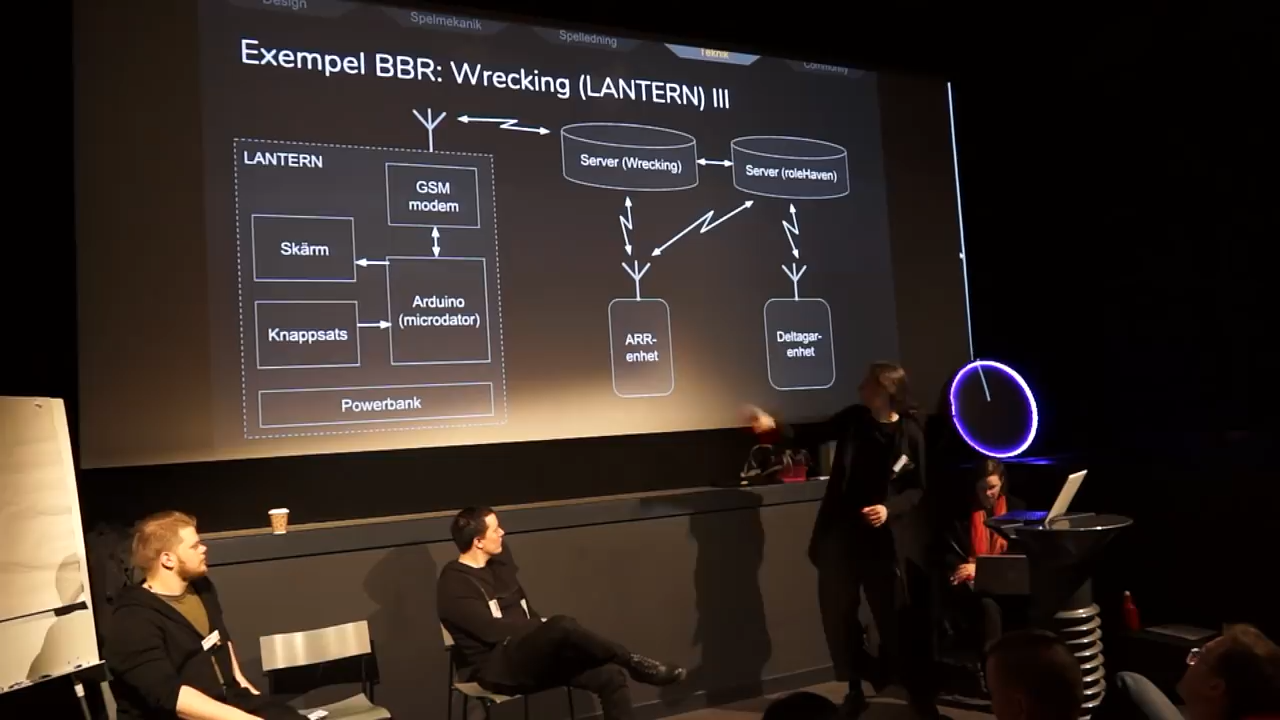 Design
Spelmekanik
Spelledning
Teknik
Community
Exempel BBR: Wrecking (LANTERN) III
LANTERN
GSM
modem
Skärm
Arduino
(microdator)
Knappsats
Powerbank
Server (Wrecking)
Server (roleHaven)
ARR-
enhet
Deltagar-
enhet